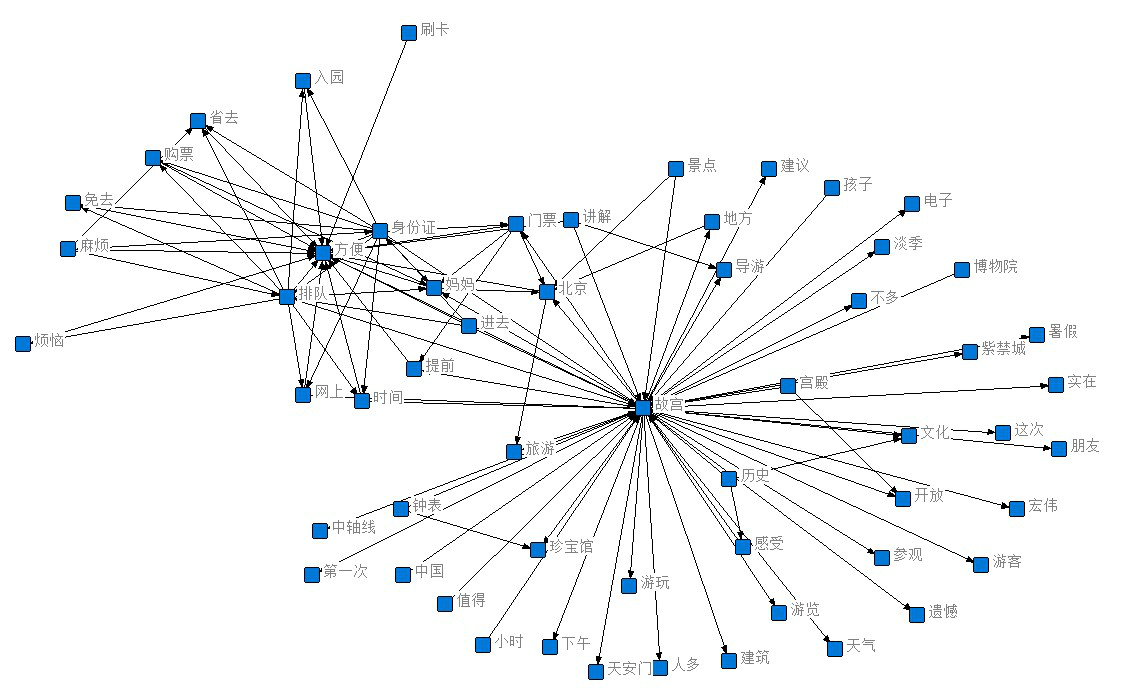 刷卡
入园
省去
购票
景点
建议
孩子
免去
电子
讲解
门票
地方
身份证
麻烦
方便
淡季
导游
博物院
妈妈
北京
排队
不多
进去
暑假
烦恼
紫禁城
提前
宫殿
实在
网上
时间
故宫
文化
这次
朋友
旅游
历史
开放
钟表
宏伟
中轴线
珍宝馆
感受
参观
游客
第一次
中国
游玩
值得
游览
遗憾
小时
下午
天气
天安门
人多
建筑